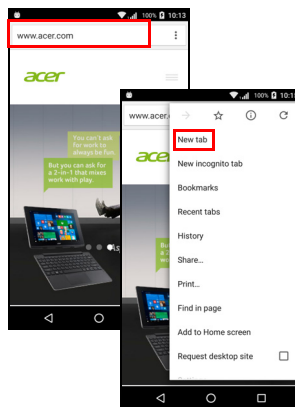 100% 10:13
www.acer.com
acer
You can't ask
for work to
always be fun.
But you can ask for
a 2-in-1 that mixes
work with play.
100% 10:1
www.acer.
acer
New tab
New incognito tab
Bookmarks
Recent tabs
History
Share...
Print...
Find in page
Add to Home screen
Request desktop site